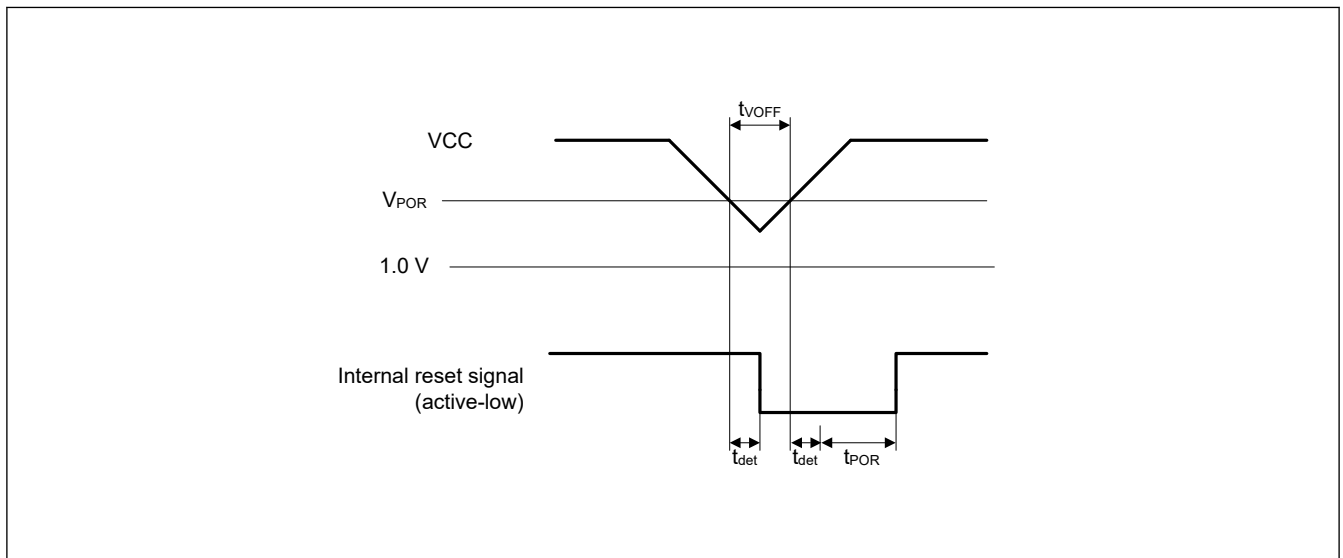 tVOFF
VCC
VPOR
1.0 V
Internal reset signal
(active-low)
tdet
tdet
tPOR